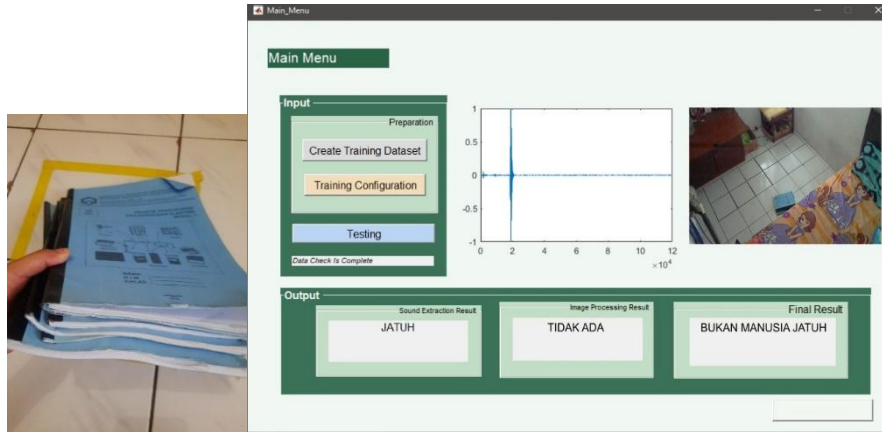 Main_Menu
Main Menu
Input
Preparation
Create Training Dataset
Training Configuration
Testing
Data Check Is Complete
1
0.5
0
-0.5
-1
0 2 4 6 8 10 12
×10⁴
Output
Sound Extraction Result
JATUH
Image Processing Result
TIDAK ADA
Final Result
BUKAN MANUSIA JATUH